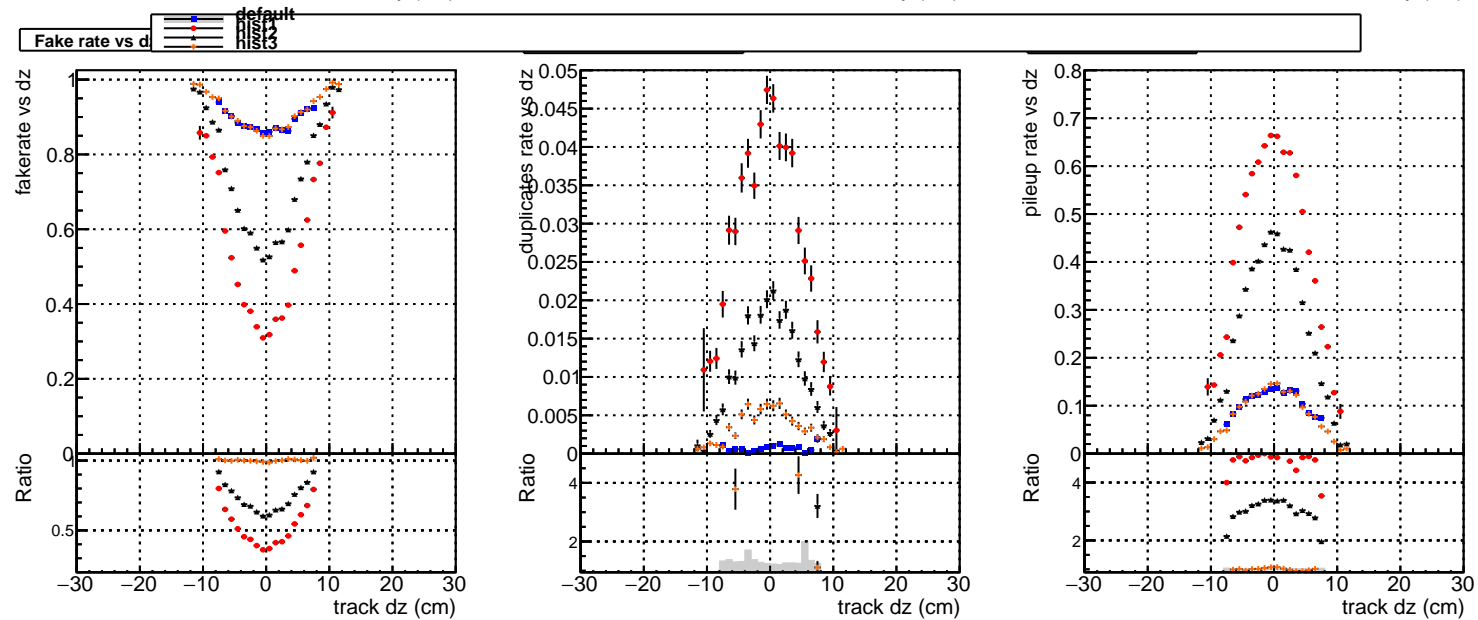 default
hist1
hist2
hist3
Fake rate vs dz
fakerate vs dz
1
0.8
0.6
0.4
0.2
0
Ratio
1
0.5
−30 −20 −10 0 10 20 30
track dz (cm)
duplicates rate vs dz
0.05
0.045
0.04
0.035
0.03
0.025
0.02
0.015
0.01
0.005
0
Ratio
4
2
−30 −20 −10 0 10 20 30
track dz (cm)
pileup rate vs dz
0.8
0.7
0.6
0.5
0.4
0.3
0.2
0.1
0
Ratio
4
2
−30 −20 −10 0 10 20 30
track dz (cm)